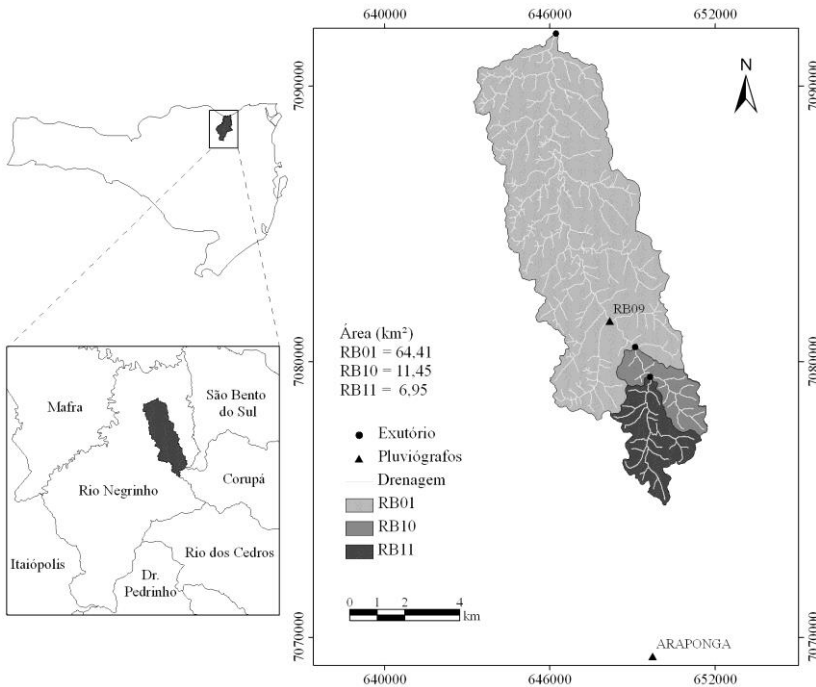 640000 646000 652000
N
7090000
7080000
7070000
RB09
Área (km²)
RB01 = 64,41
RB10 = 11,45
RB11 = 6,95
Exutório
Pluviógrafos
Drenagem
RB01
RB10
RB11
0 1 2 4
km
ARAPONGA
7090000
7080000
7070000
640000 646000 652000
Mafra
São Bento
do Sul
Rio Negrinho
Corupá
Itaiópolis
Rio dos Cedros
Dr.
Pedrinho